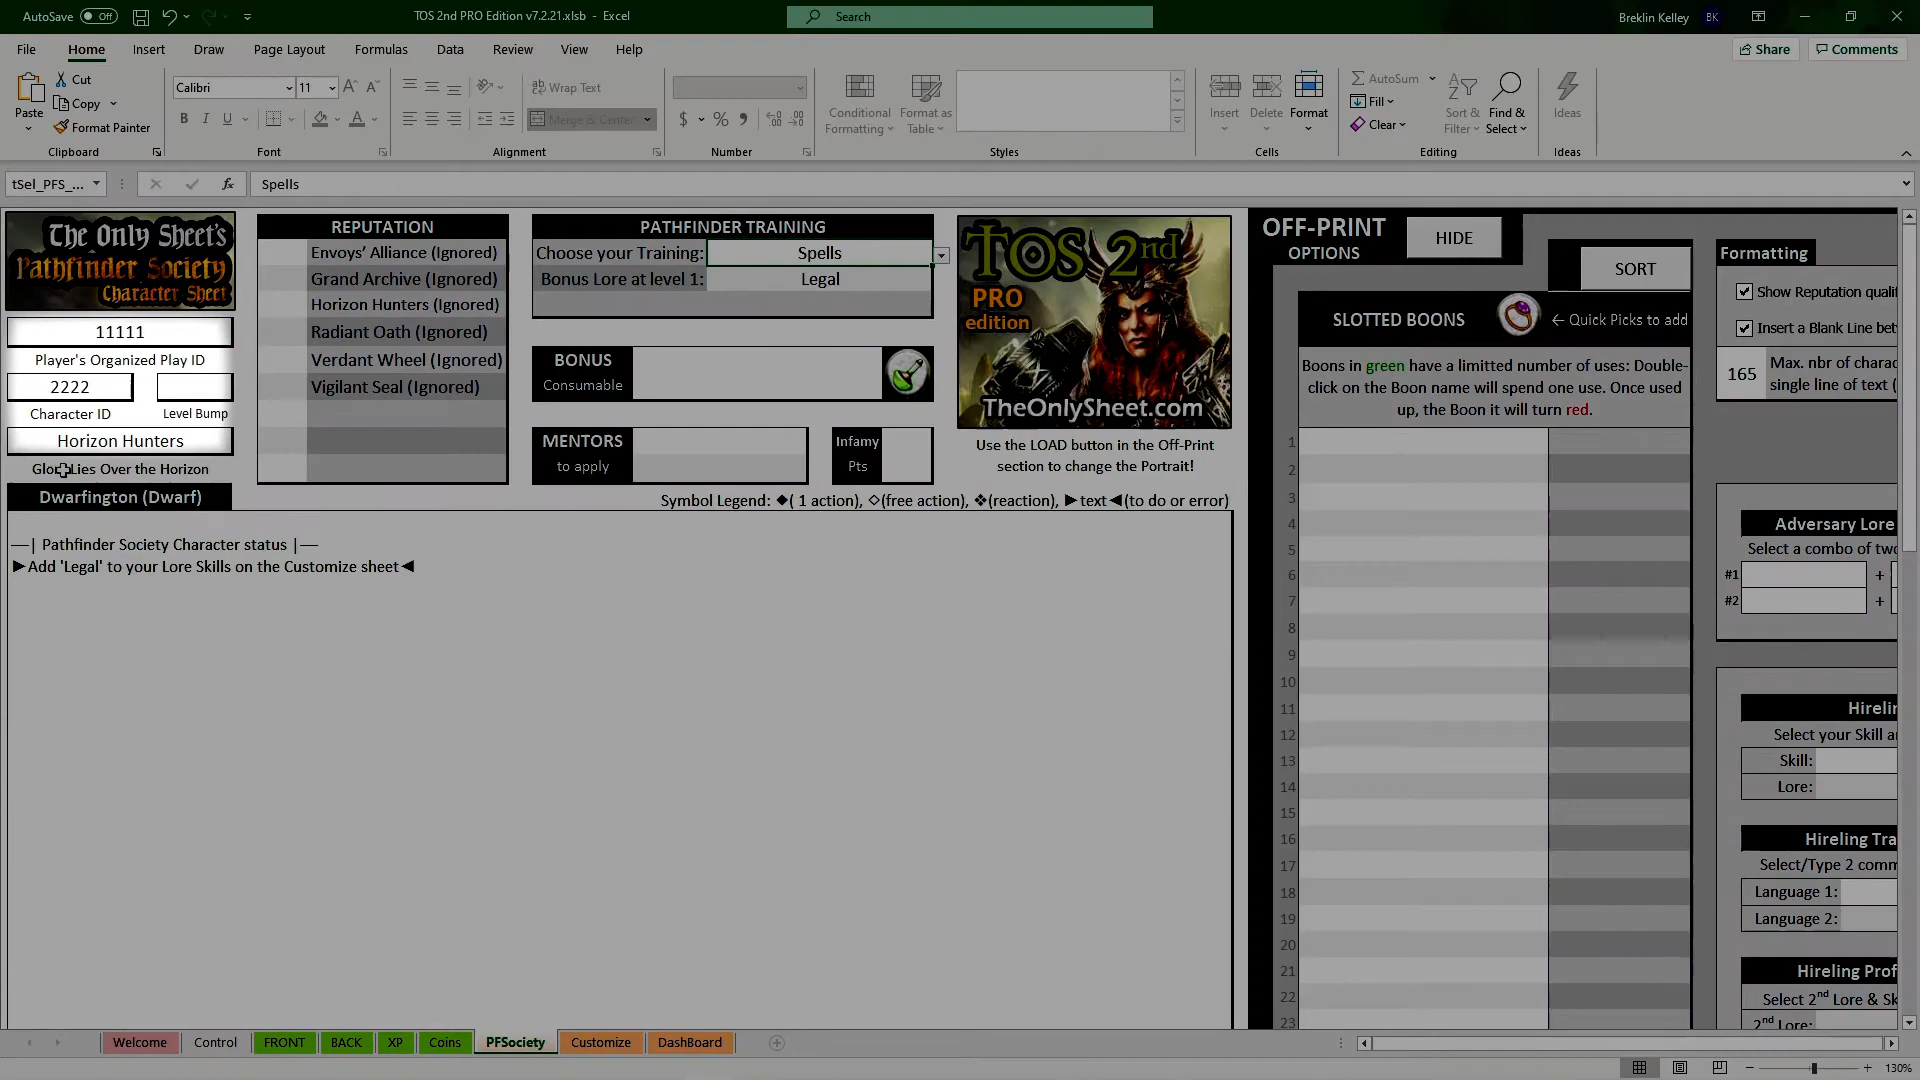 AutoSave Off TOS 2nd PRO Edition v7.2.21.xlsb - Excel Search Breklin Kelley BK
File Home Insert Draw Page Layout Formulas Data Review View Help Share Comments
Paste Cut Copy Format Painter Clipboard
Calibri 11 A A B I U A Font
ab Wrap Text Merge & Center Alignment
$ % Number
Conditional Formatting Format as Table Styles
Insert Delete Format Cells
AutoSum Fill Clear Sort & Filter Find & Select Editing
Ideas Ideas
tSel_PFS_... fx Spells
The Only Sheet's
Pathfinder Society
Character Sheet
11111
Player's Organized Play ID
2222
Character ID Level Bump
Horizon Hunters
Lies Over the Horizon
Dwarfington (Dwarf)
REPUTATION
Envoys' Alliance (Ignored)
Grand Archive (Ignored)
Horizon Hunters (Ignored)
Radiant Oath (Ignored)
Verdant Wheel (Ignored)
Vigilant Seal (Ignored)
PATHFINDER TRAINING
Choose your Training: Spells
Bonus Lore at level 1: Legal
BONUS
Consumable
MENTORS
to apply
Infamy
Pts
TOS 2nd
PRO
edition
TheOnlySheet.com
Use the LOAD button in the Off-Print
section to change the Portrait!
Symbol Legend: ◆( 1 action), ◇(free action), ❖(reaction), ►text◄(to do or error)
—| Pathfinder Society Character status |—
►Add 'Legal' to your Lore Skills on the Customize sheet◄
OFF-PRINT
OPTIONS
HIDE
SORT
SLOTTED BOONS ← Quick Picks to add
Boons in green have a limitted number of uses: Double-
click on the Boon name will spend one use. Once used
up, the Boon it will turn red.
1
2
3
4
5
6
7
8
9
10
11
12
13
14
15
16
17
18
19
20
21
22
23
Formatting
Show Reputation
Insert a Blank Line
165 Max. nbr of
single line of text (
Adversary Lore
Select a combo of
#1 +
#2 +
Select your Skill
Skill:
Lore:
Hireling
Select/Type 2
Language 1:
Language 2:
Hireling
Select 2nd Lore &
2nd Lore:
Welcome Control FRONT BACK XP Coins PFSociety Customize DashBoard
130%